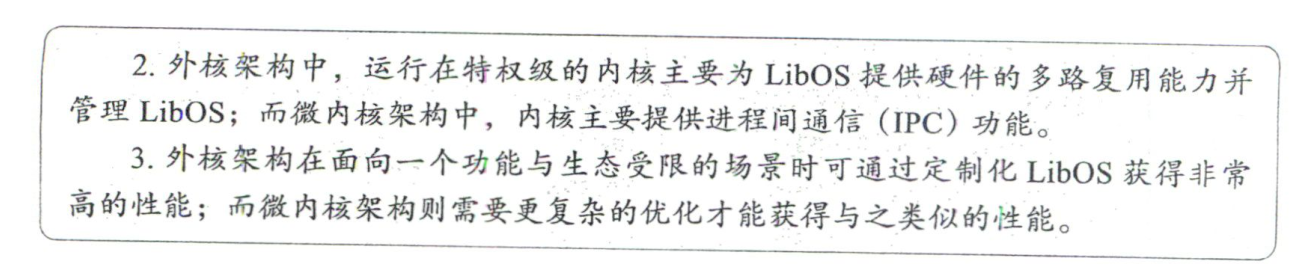 2. 外核架构中，运行在特权级的内核主要为 LibOS 提供硬件的多路复用能力并
管理 LibOS；而微内核架构中，内核主要提供进程间通信（IPC）功能。
3. 外核架构在面向一个功能与生态受限的场景时可通过定制化 LibOS 获得非常
高的性能；而微内核架构则需要更复杂的优化才能获得与之类似的性能。